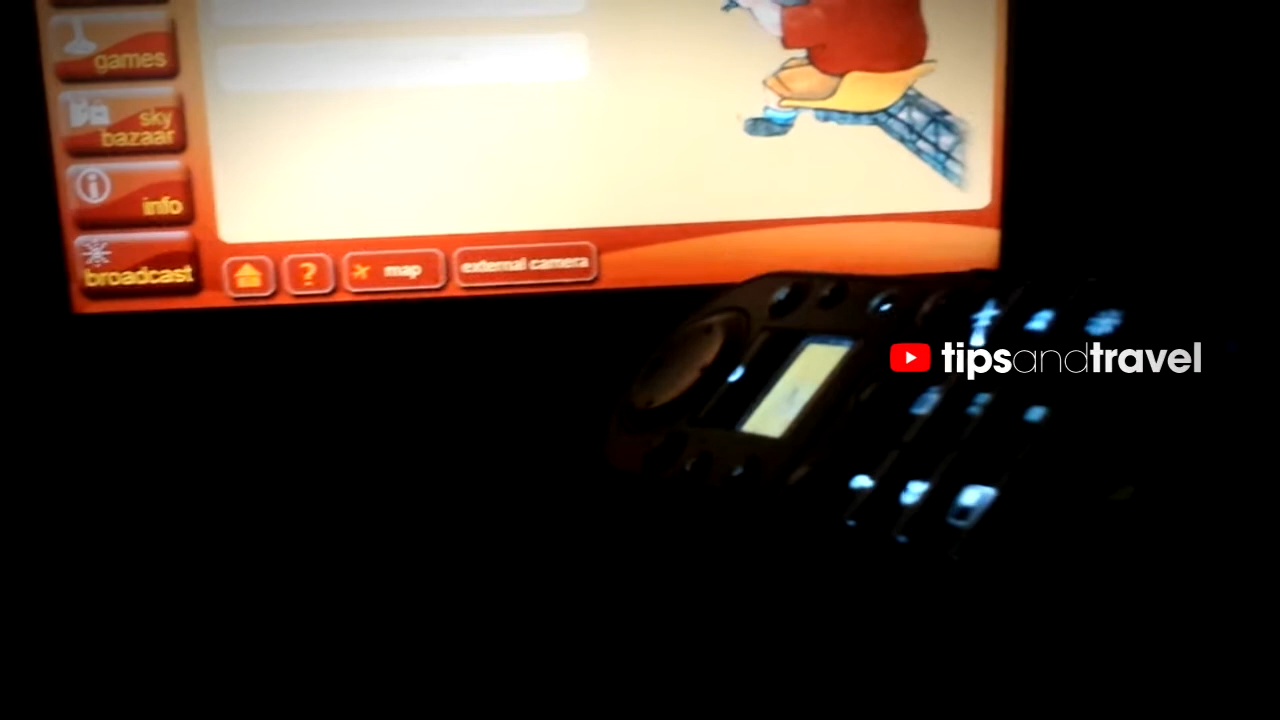 games
sky
bazaar
info
broadcast
? map external camera
tipsandtravel